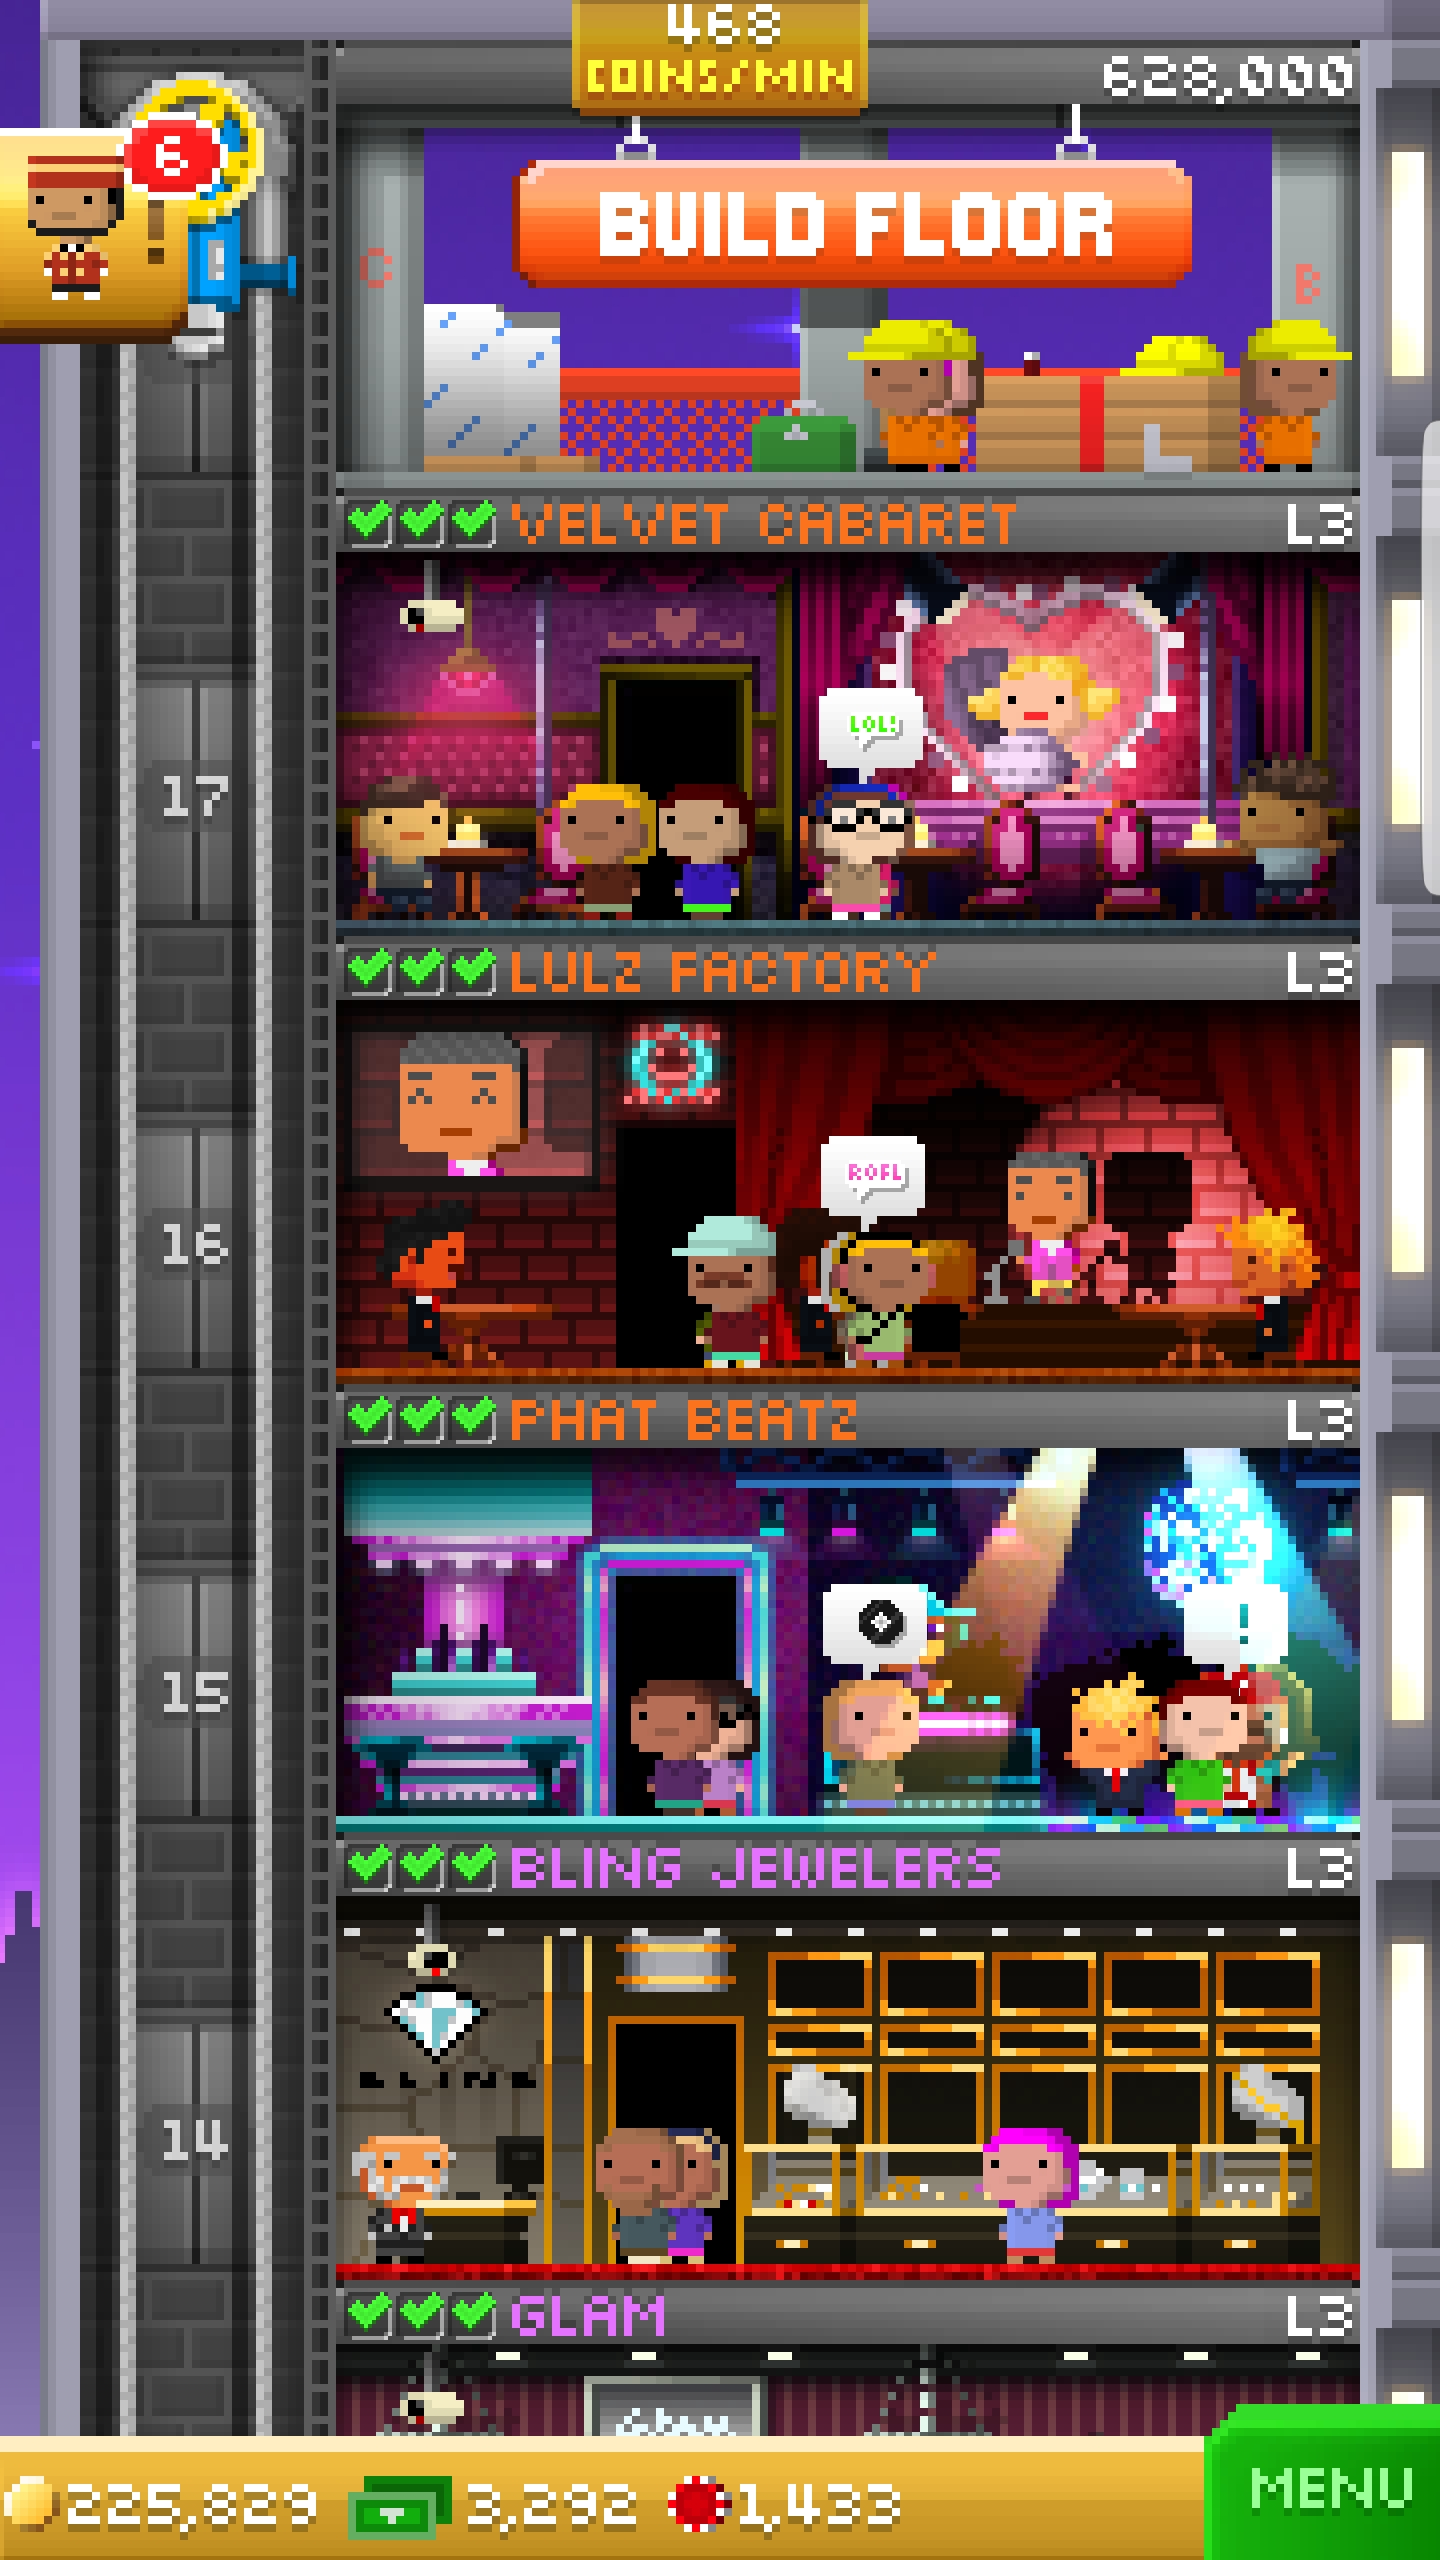 468
COINS/MIN
628,000
6
!
BUILD FLOOR
C
B
VELVET CABARET L3
LOL!
17
LULZ FACTORY L3
ROFL
16
PHAT BEATZ L3
!
15
BLING JEWELERS L3
BLING
14
GLAM L3
Glam
225,829 3,292 1,433
MENU